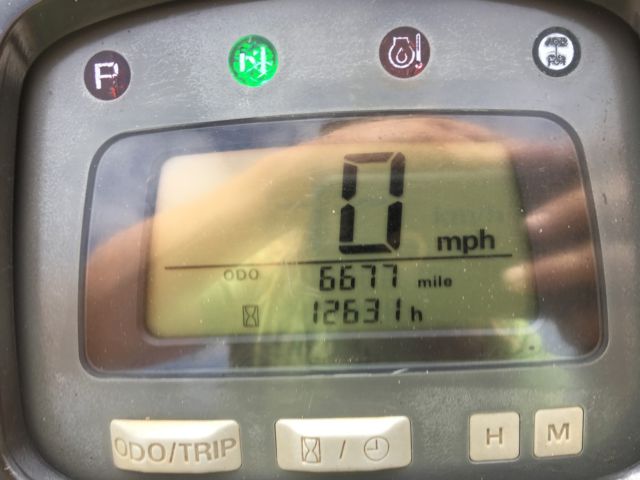 P N
0 mph
ODO 6677 mile
1263.1 h
ODO/TRIP / H M